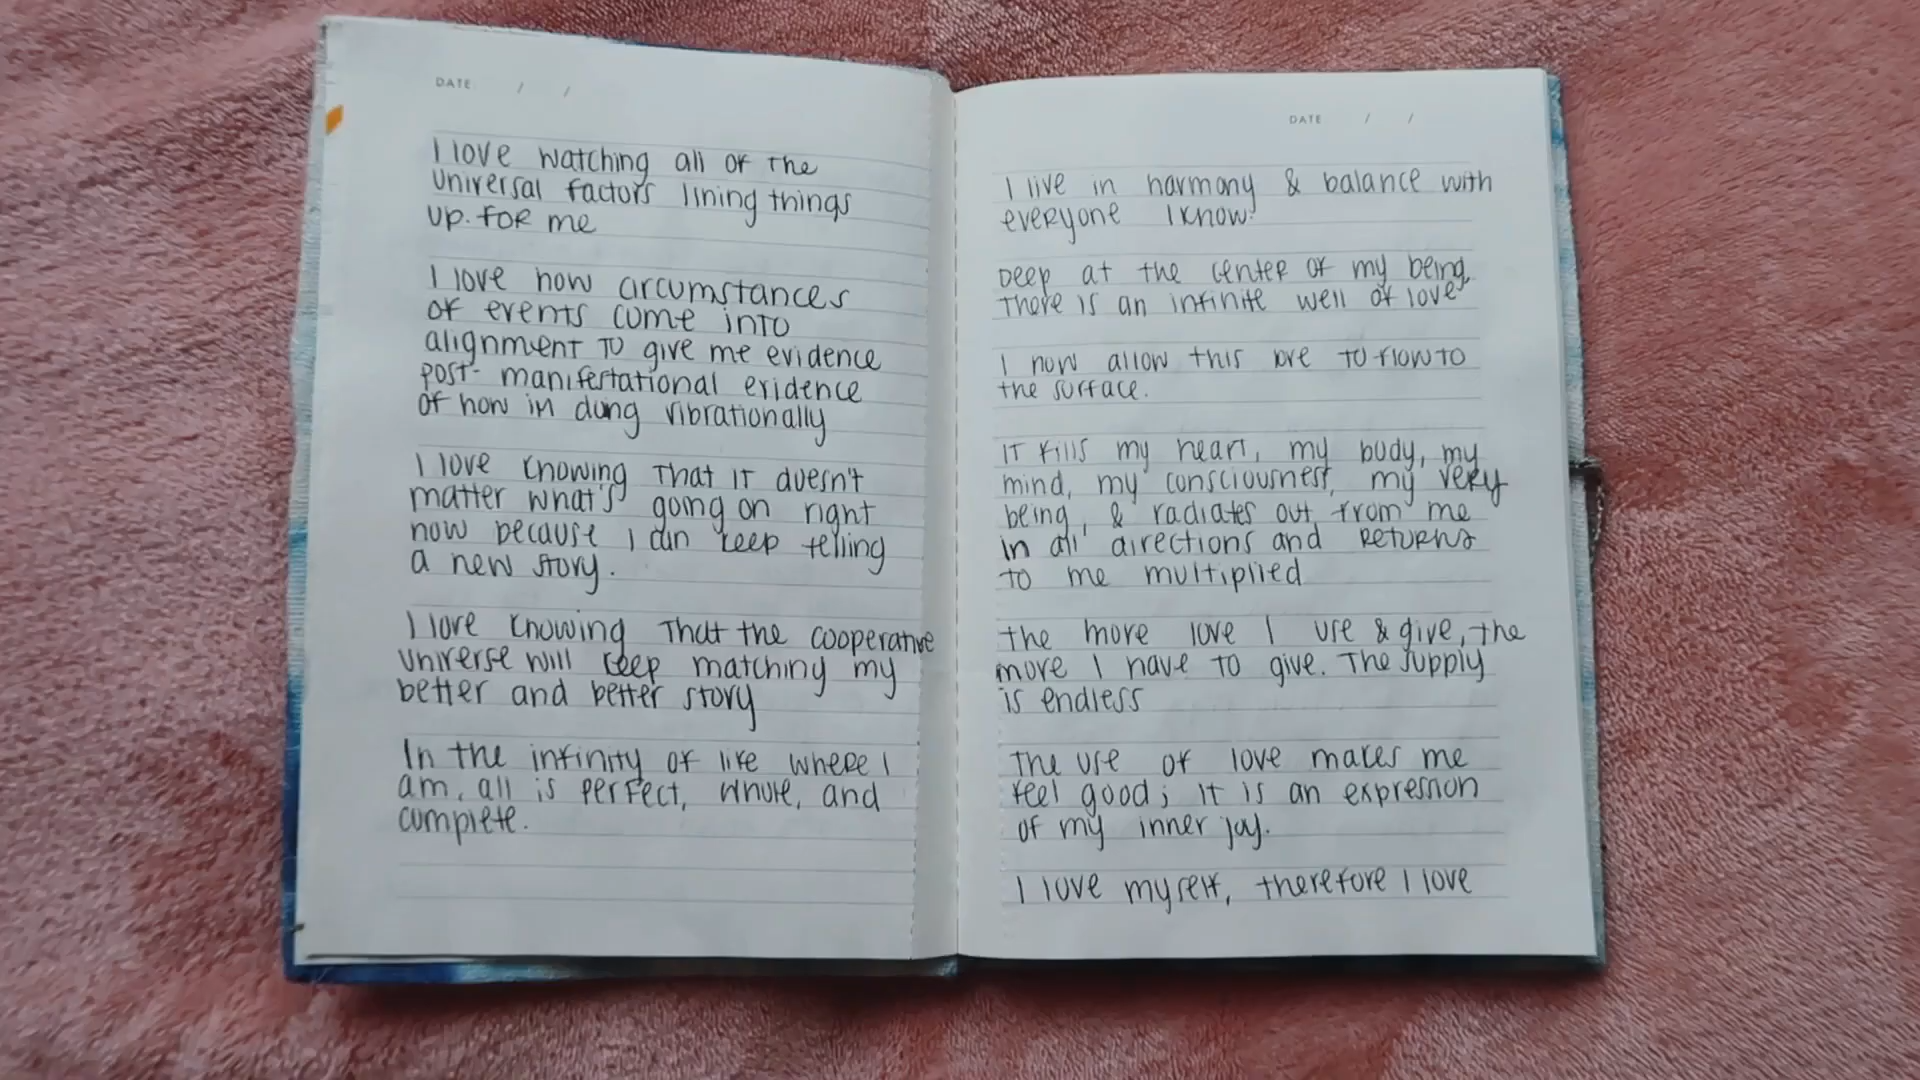 DATE / /
I love watching all of the
universal factors lining things
up. for me
I love how circumstances
of events come into
alignment to give me evidence
post- manifestational evidence
of how im doing vibrationally
I love knowing that it doesn't
matter what's going on right
now because I can keep telling
a new story.
I love knowing that the cooperative
universe will keep matching my
better and better story
In the infinity of life where I
am, all is perfect, whole, and
complete.
DATE / /
I live in harmony & balance with
everyone I know.
Deep at the center of my being
there is an infinite well of love
I now allow this love to flow to
the surface.
It fills my heart, my body, my
mind, my consciousness, my very
being, & radiates out from me
in all directions and returns
to me multiplied
the more love I use & give, the
more I have to give. The supply
is endless
The use of love makes me
feel good; it is an expression
of my inner joy.
I love myself, therefore I love